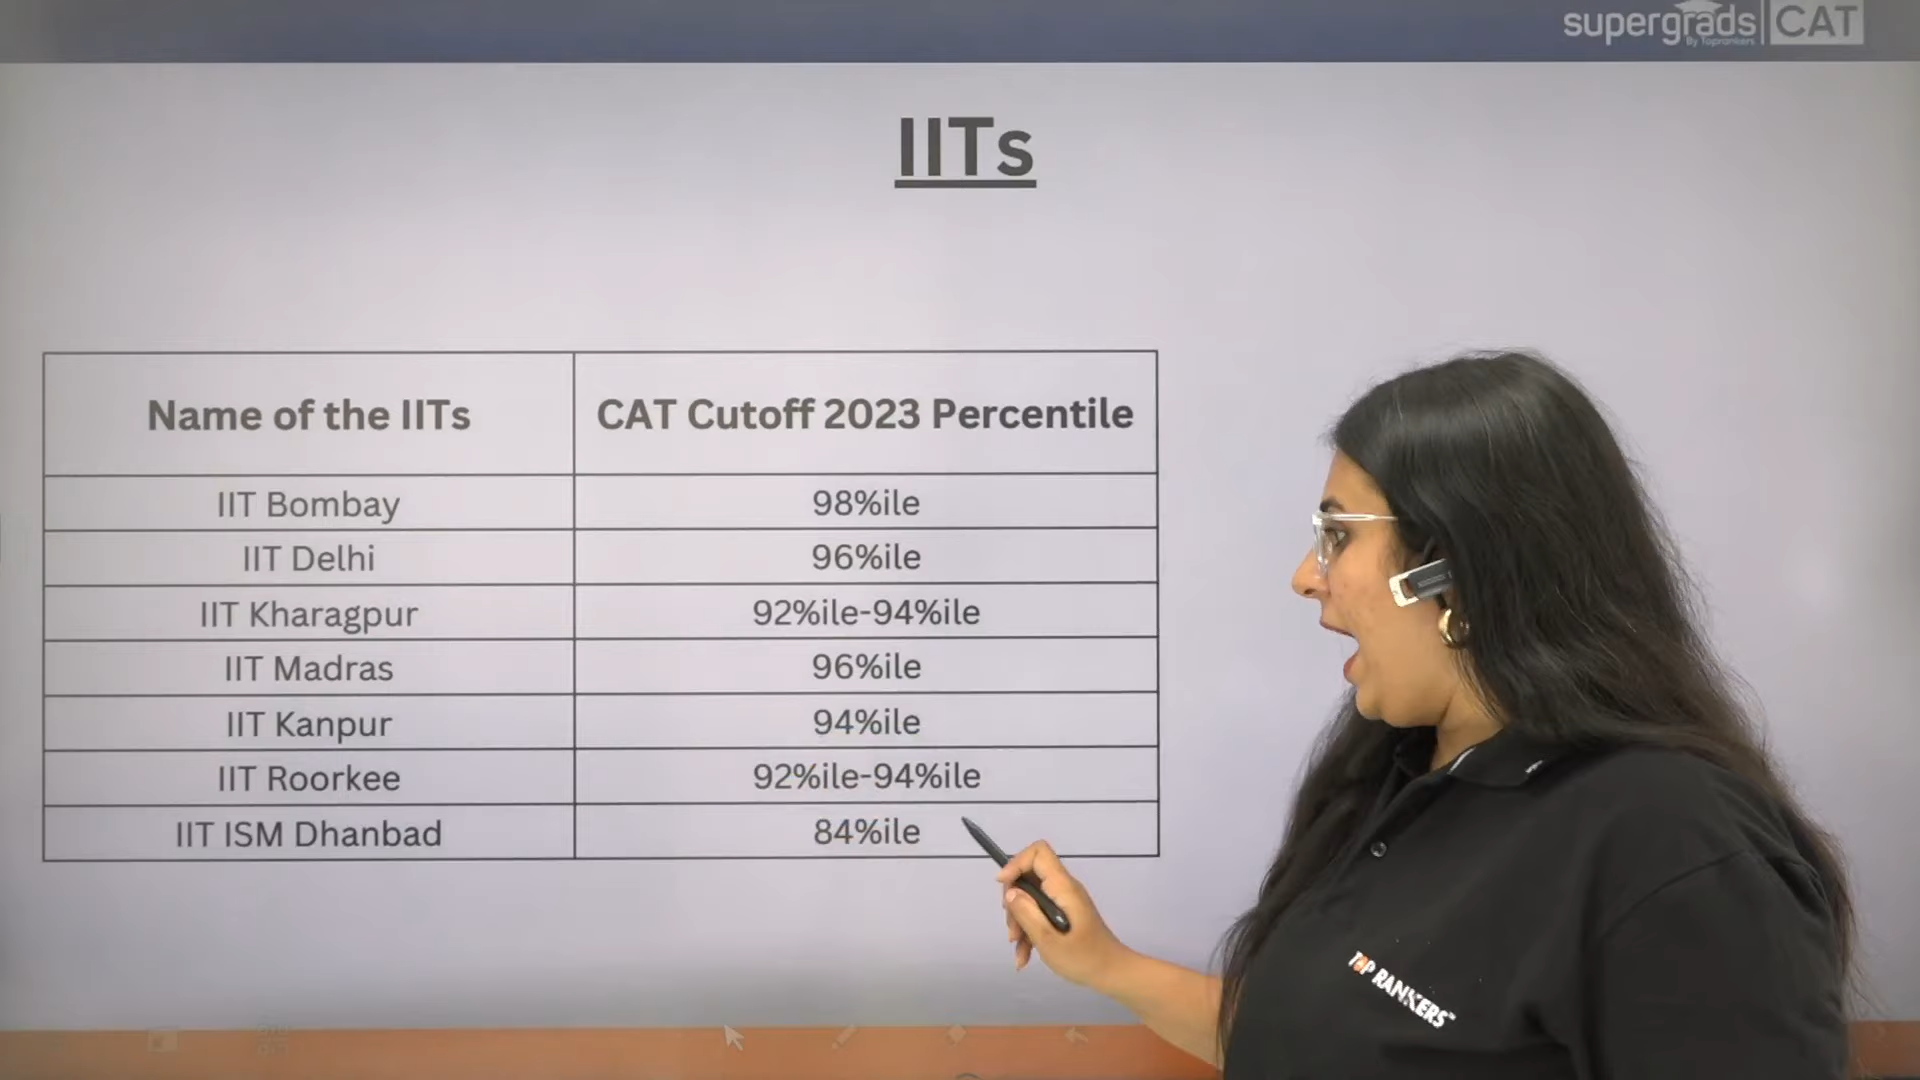 supergrads CAT
By Toprankers
IITs
Name of the IITs CAT Cutoff 2023 Percentile
IIT Bombay 98%ile
IIT Delhi 96%ile
IIT Kharagpur 92%ile-94%ile
IIT Madras 96%ile
IIT Kanpur 94%ile
IIT Roorkee 92%ile-94%ile
IIT ISM Dhanbad 84%ile
TOP RANKERS